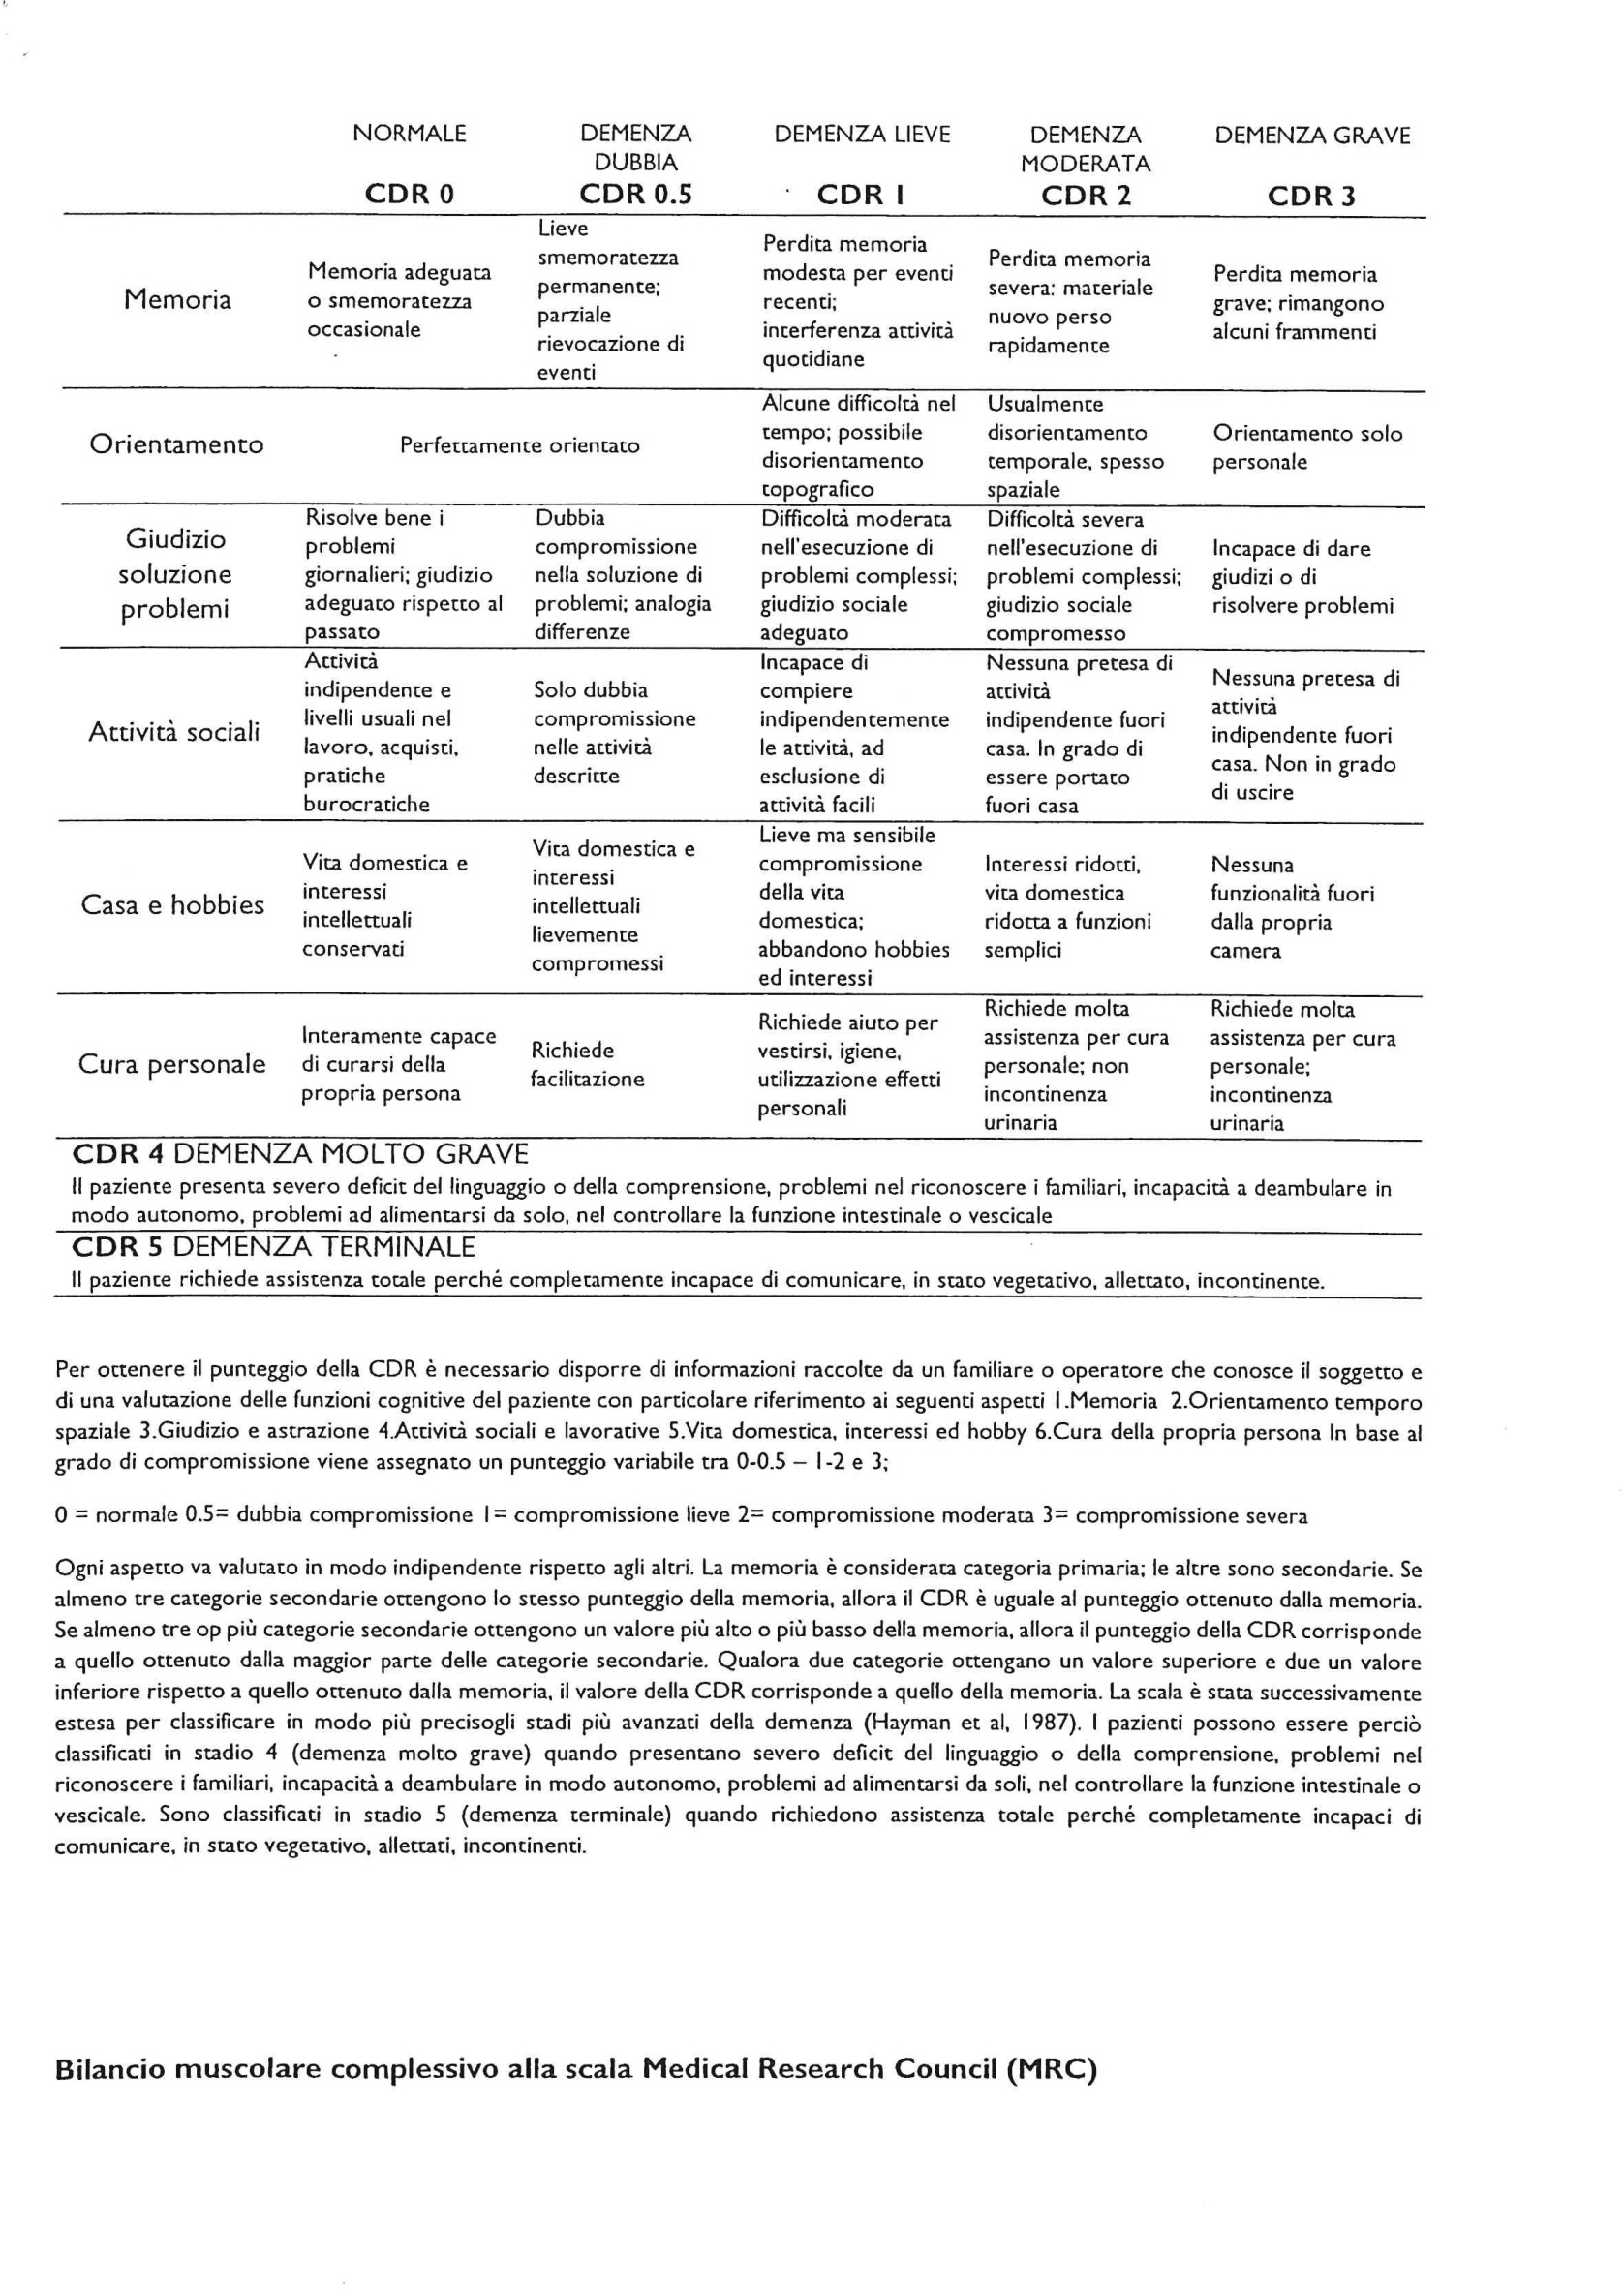 NORMALE DEMENZA DEMENZA LIEVE DEMENZA DEMENZA GRAVE
DUBBIA MODERATA
CDR 0 CDR 0.5 CDR 1 CDR 2 CDR 3
Memoria
Memoria adeguata
o smemoratezza
occasionale
Lieve
smemoratezza
permanente;
parziale
rievocazione di
eventi
Perdita memoria
modesta per eventi
recenti;
interferenza attività
quotidiane
Perdita memoria
severa: materiale
nuovo perso
rapidamente
Perdita memoria
grave; rimangono
alcuni frammenti
Orientamento
Perfettamente orientato
Alcune difficoltà nel
tempo; possibile
disorientamento
topografico
Usualmente
disorientamento
temporale, spesso
spaziale
Orientamento solo
personale
Giudizio
soluzione
problemi
Risolve bene i
problemi
giornalieri; giudizio
adeguato rispetto al
passato
Dubbia
compromissione
nella soluzione di
problemi; analogia
differenze
Difficoltà moderata
nell'esecuzione di
problemi complessi;
giudizio sociale
adeguato
Difficoltà severa
nell'esecuzione di
problemi complessi;
giudizio sociale
compromesso
Incapace di dare
giudizi o di
risolvere problemi
Attività sociali
Attività
indipendente e
livelli usuali nel
lavoro, acquisti,
pratiche
burocratiche
Solo dubbia
compromissione
nelle attività
descritte
Incapace di
compiere
indipendentemente
le attività, ad
esclusione di
attività facili
Nessuna pretesa di
attività
indipendente fuori
casa. In grado di
essere portato
fuori casa
Nessuna pretesa di
attività
indipendente fuori
casa. Non in grado
di uscire
Casa e hobbies
Vita domestica e
interessi
intellettuali
conservati
Vita domestica e
interessi
intellettuali
lievemente
compromessi
Lieve ma sensibile
compromissione
della vita
domestica;
abbandono hobbies
ed interessi
Interessi ridotti,
vita domestica
ridotta a funzioni
semplici
Nessuna
funzionalità fuori
dalla propria
camera
Cura personale
Interamente capace
di curarsi della
propria persona
Richiede
facilitazione
Richiede aiuto per
vestirsi, igiene,
utilizzazione effetti
personali
Richiede molta
assistenza per cura
personale; non
incontinenza
urinaria
Richiede molta
assistenza per cura
personale;
incontinenza
urinaria
CDR 4 DEMENZA MOLTO GRAVE
Il paziente presenta severo deficit del linguaggio o della comprensione, problemi nel riconoscere i familiari, incapacità a deambulare in
modo autonomo, problemi ad alimentarsi da solo, nel controllare la funzione intestinale o vescicale
CDR 5 DEMENZA TERMINALE
Il paziente richiede assistenza totale perché completamente incapace di comunicare, in stato vegetativo, allettato, incontinente.
Per ottenere il punteggio della CDR è necessario disporre di informazioni raccolte da un familiare o operatore che conosce il soggetto e
di una valutazione delle funzioni cognitive del paziente con particolare riferimento ai seguenti aspetti 1.Memoria 2.Orientamento temporo
spaziale 3.Giudizio e astrazione 4.Attività sociali e lavorative 5.Vita domestica, interessi ed hobby 6.Cura della propria persona In base al
grado di compromissione viene assegnato un punteggio variabile tra 0-0.5 – 1-2 e 3;
0 = normale 0.5= dubbia compromissione 1= compromissione lieve 2= compromissione moderata 3= compromissione severa
Ogni aspetto va valutato in modo indipendente rispetto agli altri. La memoria è considerata categoria primaria; le altre sono secondarie. Se
almeno tre categorie secondarie ottengono lo stesso punteggio della memoria, allora il CDR è uguale al punteggio ottenuto dalla memoria.
Se almeno tre op più categorie secondarie ottengono un valore più alto o più basso della memoria, allora il punteggio della CDR corrisponde
a quello ottenuto dalla maggior parte delle categorie secondarie. Qualora due categorie ottengano un valore superiore e due un valore
inferiore rispetto a quello ottenuto dalla memoria, il valore della CDR corrisponde a quello della memoria. La scala è stata successivamente
estesa per classificare in modo più precisogli stadi più avanzati della demenza (Hayman et al, 1987). I pazienti possono essere perciò
classificati in stadio 4 (demenza molto grave) quando presentano severo deficit del linguaggio o della comprensione, problemi nel
riconoscere i familiari, incapacità a deambulare in modo autonomo, problemi ad alimentarsi da soli, nel controllare la funzione intestinale o
vescicale. Sono classificati in stadio 5 (demenza terminale) quando richiedono assistenza totale perché completamente incapaci di
comunicare, in stato vegetativo, allettati, incontinenti.
Bilancio muscolare complessivo alla scala Medical Research Council (MRC)